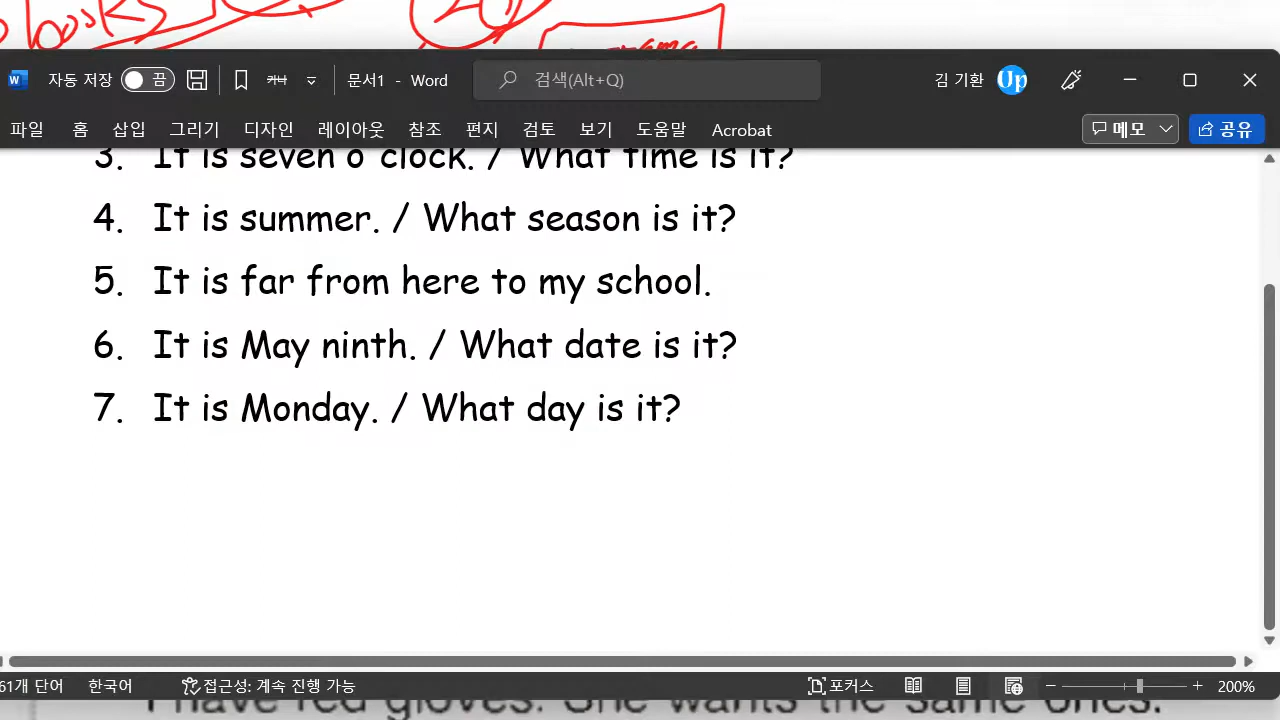 books
자동 저장 끔 가나 문서1 - Word 검색(Alt+Q) 김 기환 Up
파일 홈 삽입 그리기 디자인 레이아웃 참조 편지 검토 보기 도움말 Acrobat 메모 공유
3. It is seven o'clock. / What time is it?
4. It is summer. / What season is it?
5. It is far from here to my school.
6. It is May ninth. / What date is it?
7. It is Monday. / What day is it?
61개 단어 한국어 접근성: 계속 진행 가능 포커스 200%
I have red gloves. She wants the same ones.